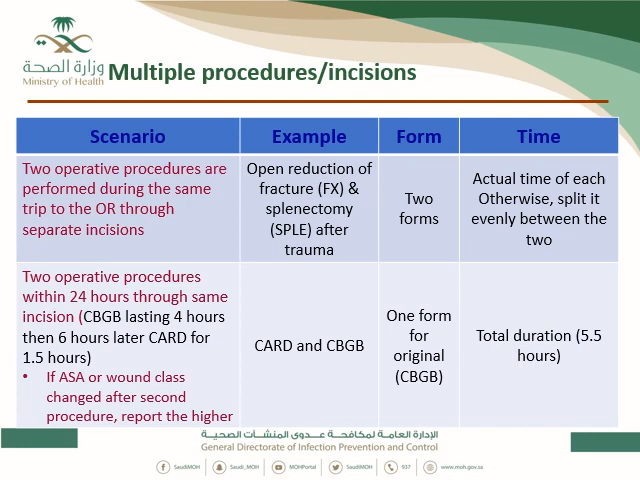 وزارة الصحة
Ministry of Health
Multiple procedures/incisions
Scenario
Example
Form
Time
Two operative procedures are
performed during the same
trip to the OR through
separate incisions
Open reduction of
fracture (FX) &
splenectomy
(SPLE) after
trauma
Two
forms
Actual time of each
Otherwise, split it
evenly between the
two
Two operative procedures
within 24 hours through same
incision (CBGB lasting 4 hours
then 6 hours later CARD for
1.5 hours)
• If ASA or wound class
changed after second
procedure, report the higher
CARD and CBGB
One form
for
original
(CBGB)
Total duration (5.5
hours)
الإدارة العامة لمكافحة عدوى المنشآت الصحية
General Directorate of Infection Prevention and Control
SaudiMOH
Saudi_MOH
MOHPortal
SaudiMOH
937
www.moh.gov.sa